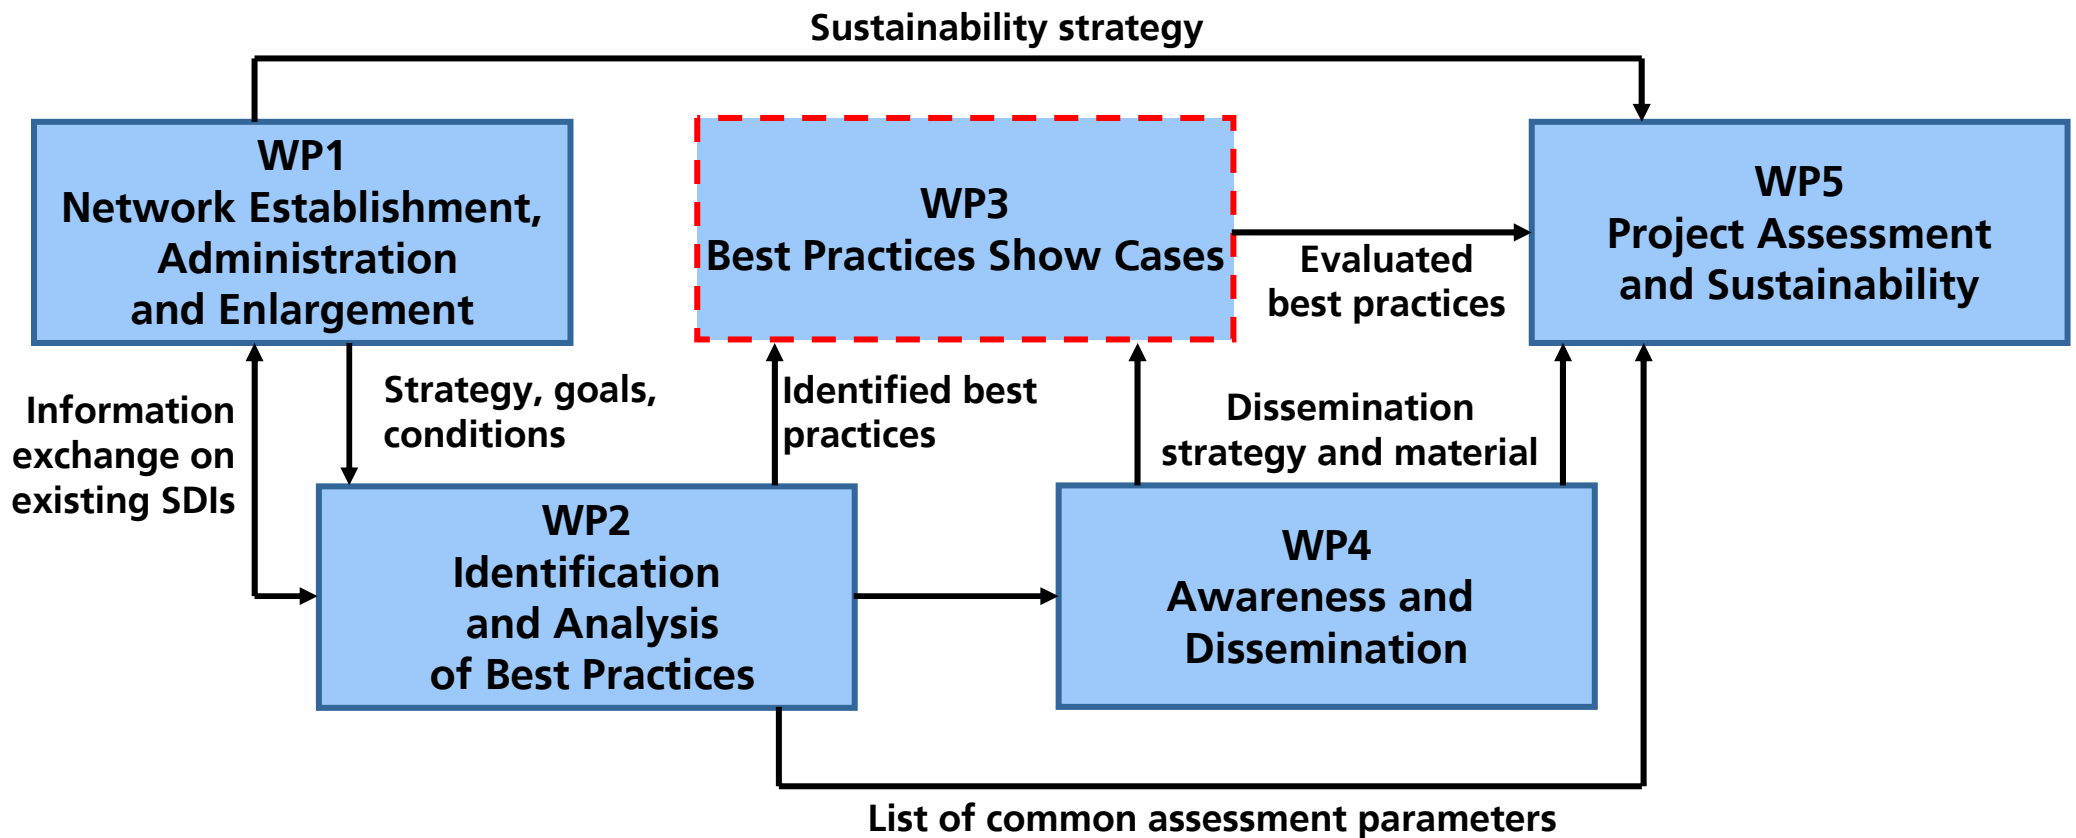 Sustainability strategy
WP1
Network Establishment,
Administration
and Enlargement
WP3
Best Practices Show Cases
WP5
Project Assessment
and Sustainability
Evaluated
best practices
Information
exchange on
existing SDIs
Strategy, goals,
conditions
Identified best
practices
Dissemination
strategy and material
WP2
Identification
and Analysis
of Best Practices
WP4
Awareness and
Dissemination
List of common assessment parameters